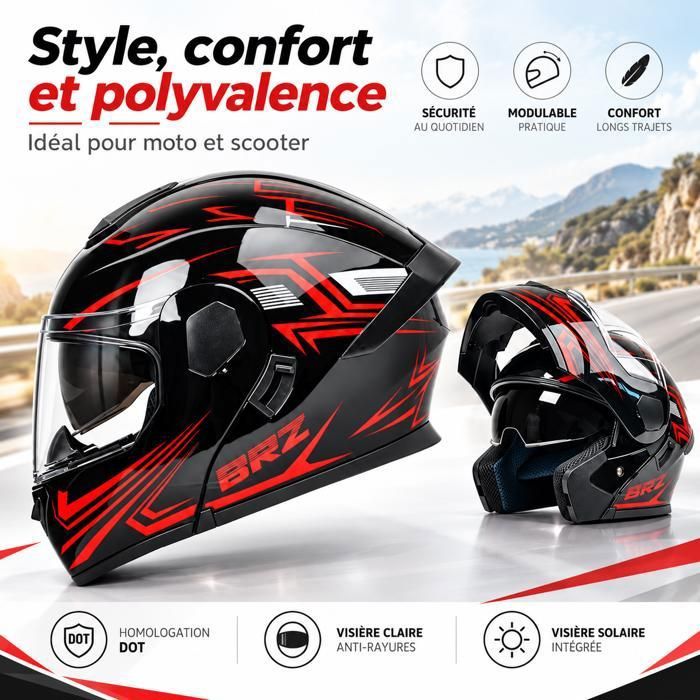 Style, confort
et polyvalence
Idéal pour moto et scooter
SÉCURITÉ
AU QUOTIDIEN
MODULABLE
PRATIQUE
CONFORT
LONGS TRAJETS
BRZ
BRZ
DOT
HOMOLOGATION
DOT
VISIÈRE CLAIRE
ANTI-RAYURES
VISIÈRE SOLAIRE
INTÉGRÉE